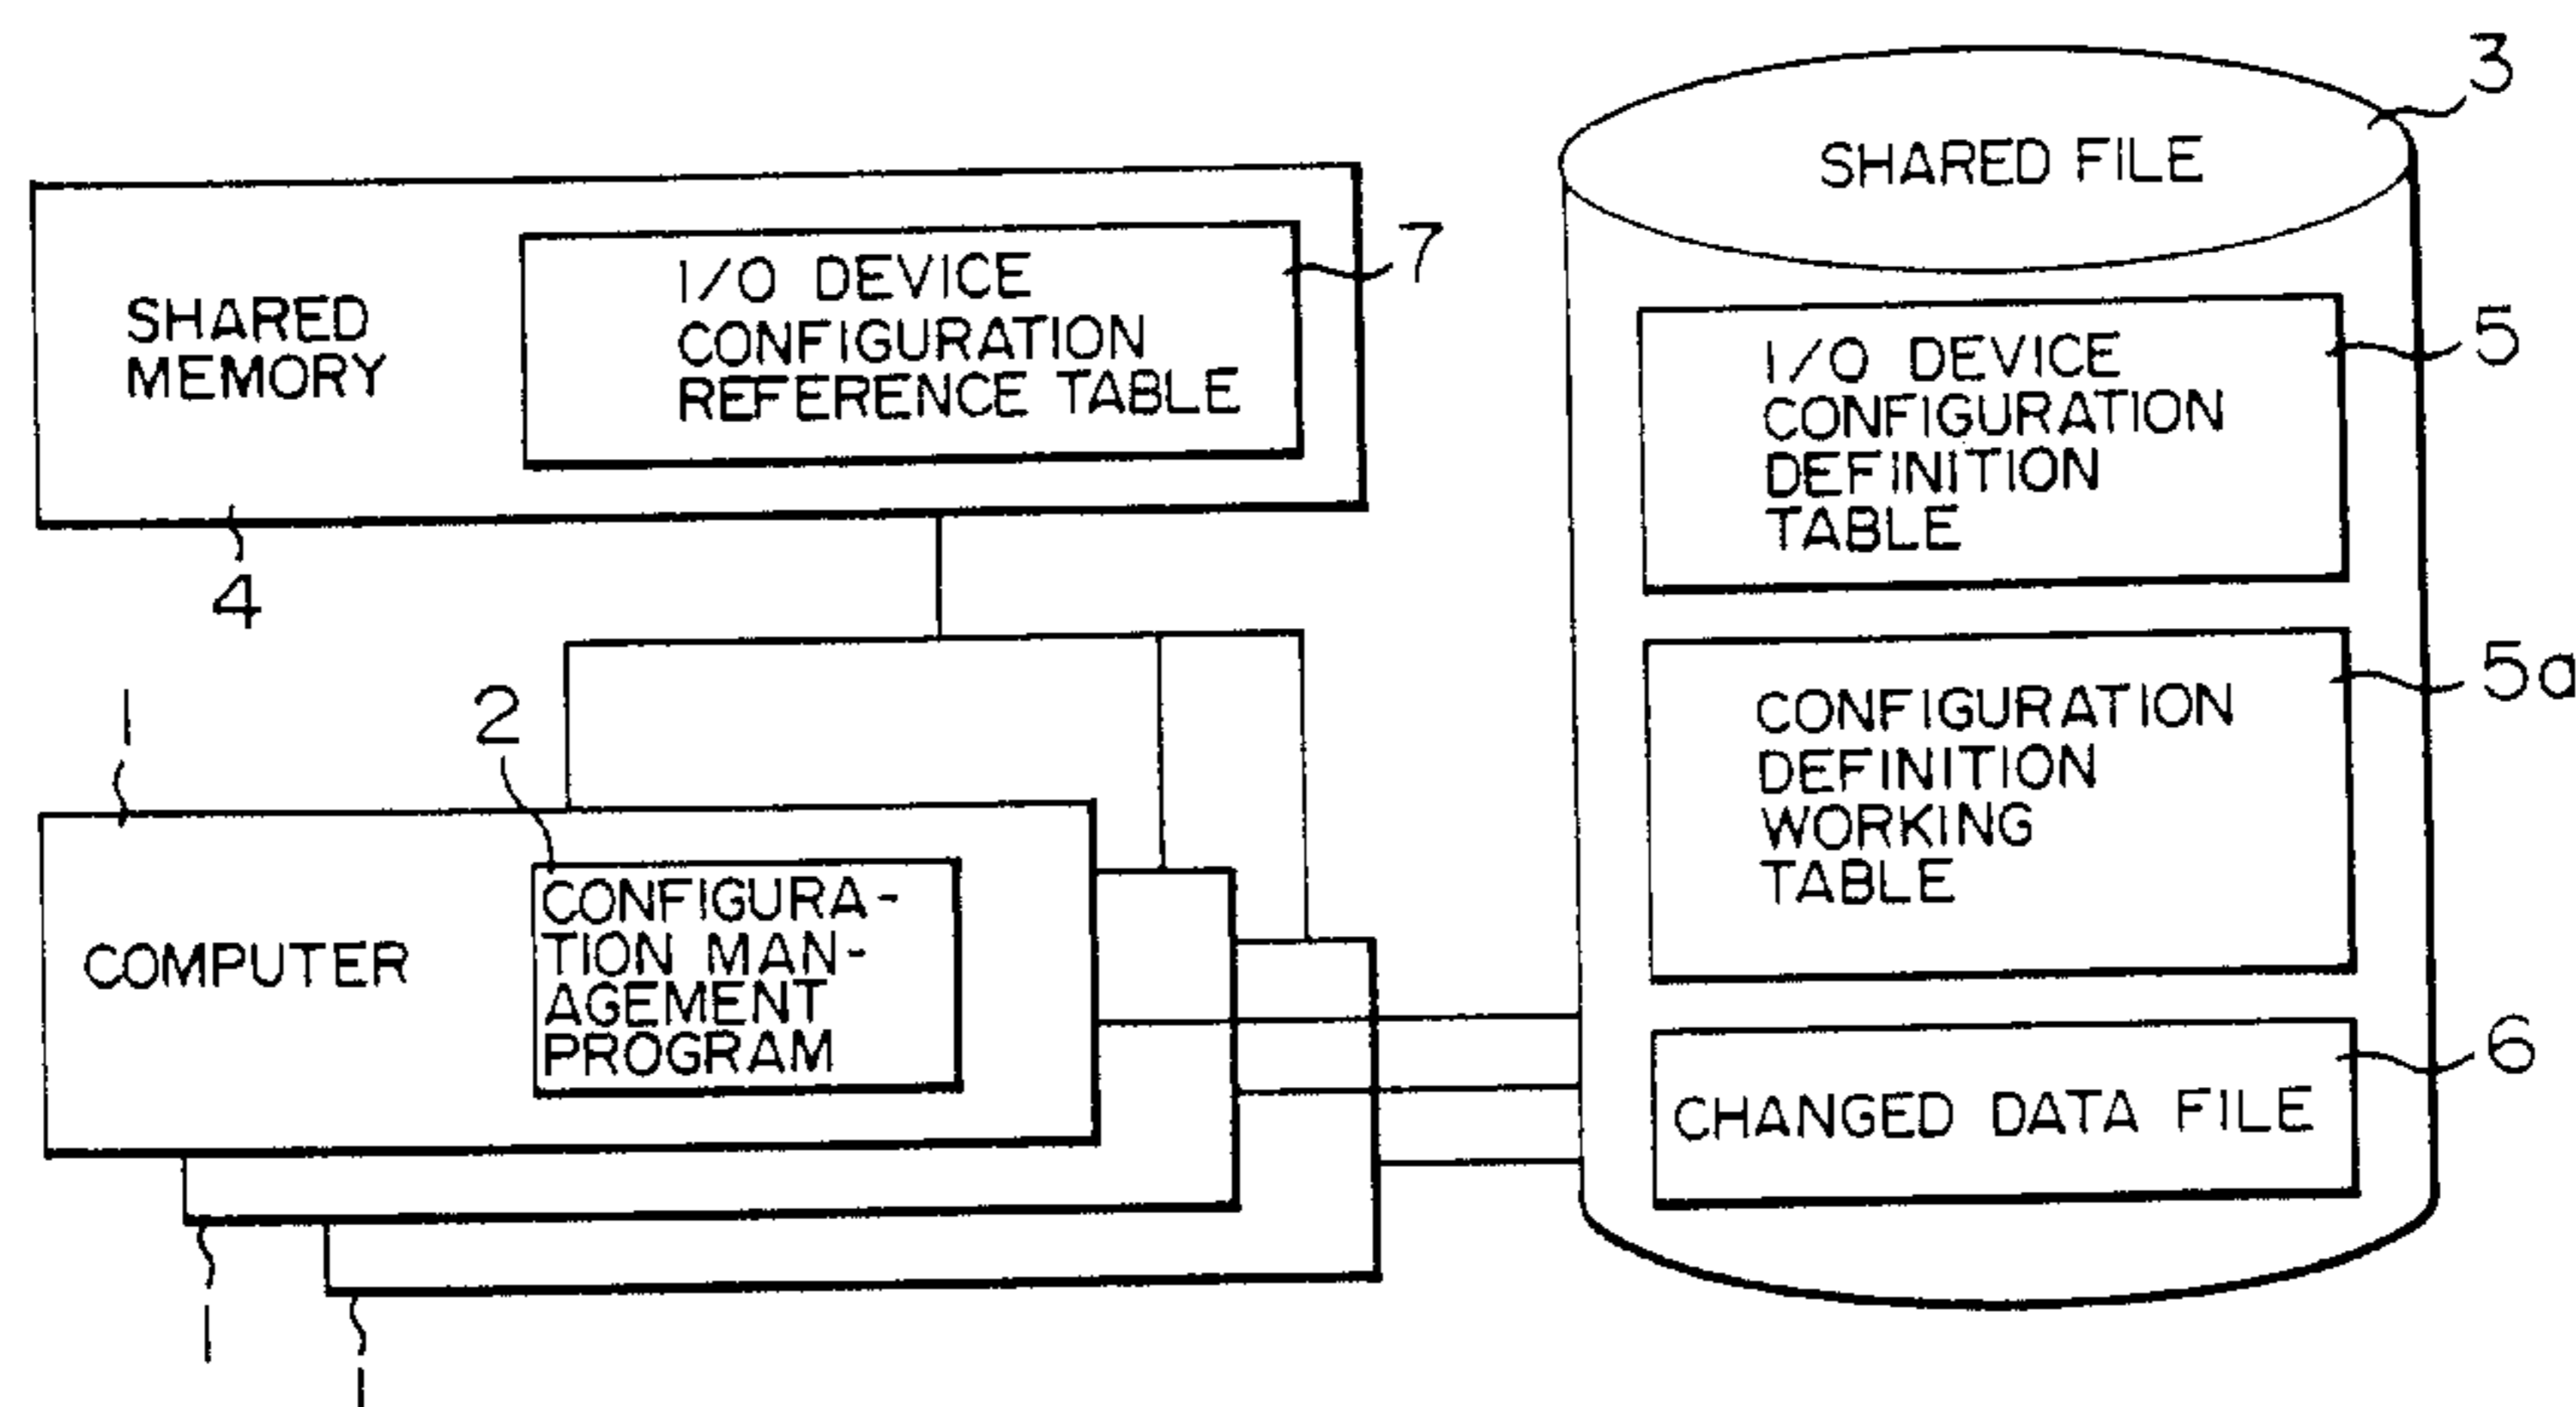 3
SHARED FILE
7
I/O DEVICE
CONFIGURATION
REFERENCE TABLE
SHARED
MEMORY
4
5
I/O DEVICE
CONFIGURATION
DEFINITION
TABLE
5a
CONFIGURATION
DEFINITION
WORKING
TABLE
6
CHANGED DATA FILE
1
2
CONFIGURA-
TION MAN-
AGEMENT
PROGRAM
COMPUTER
1
1